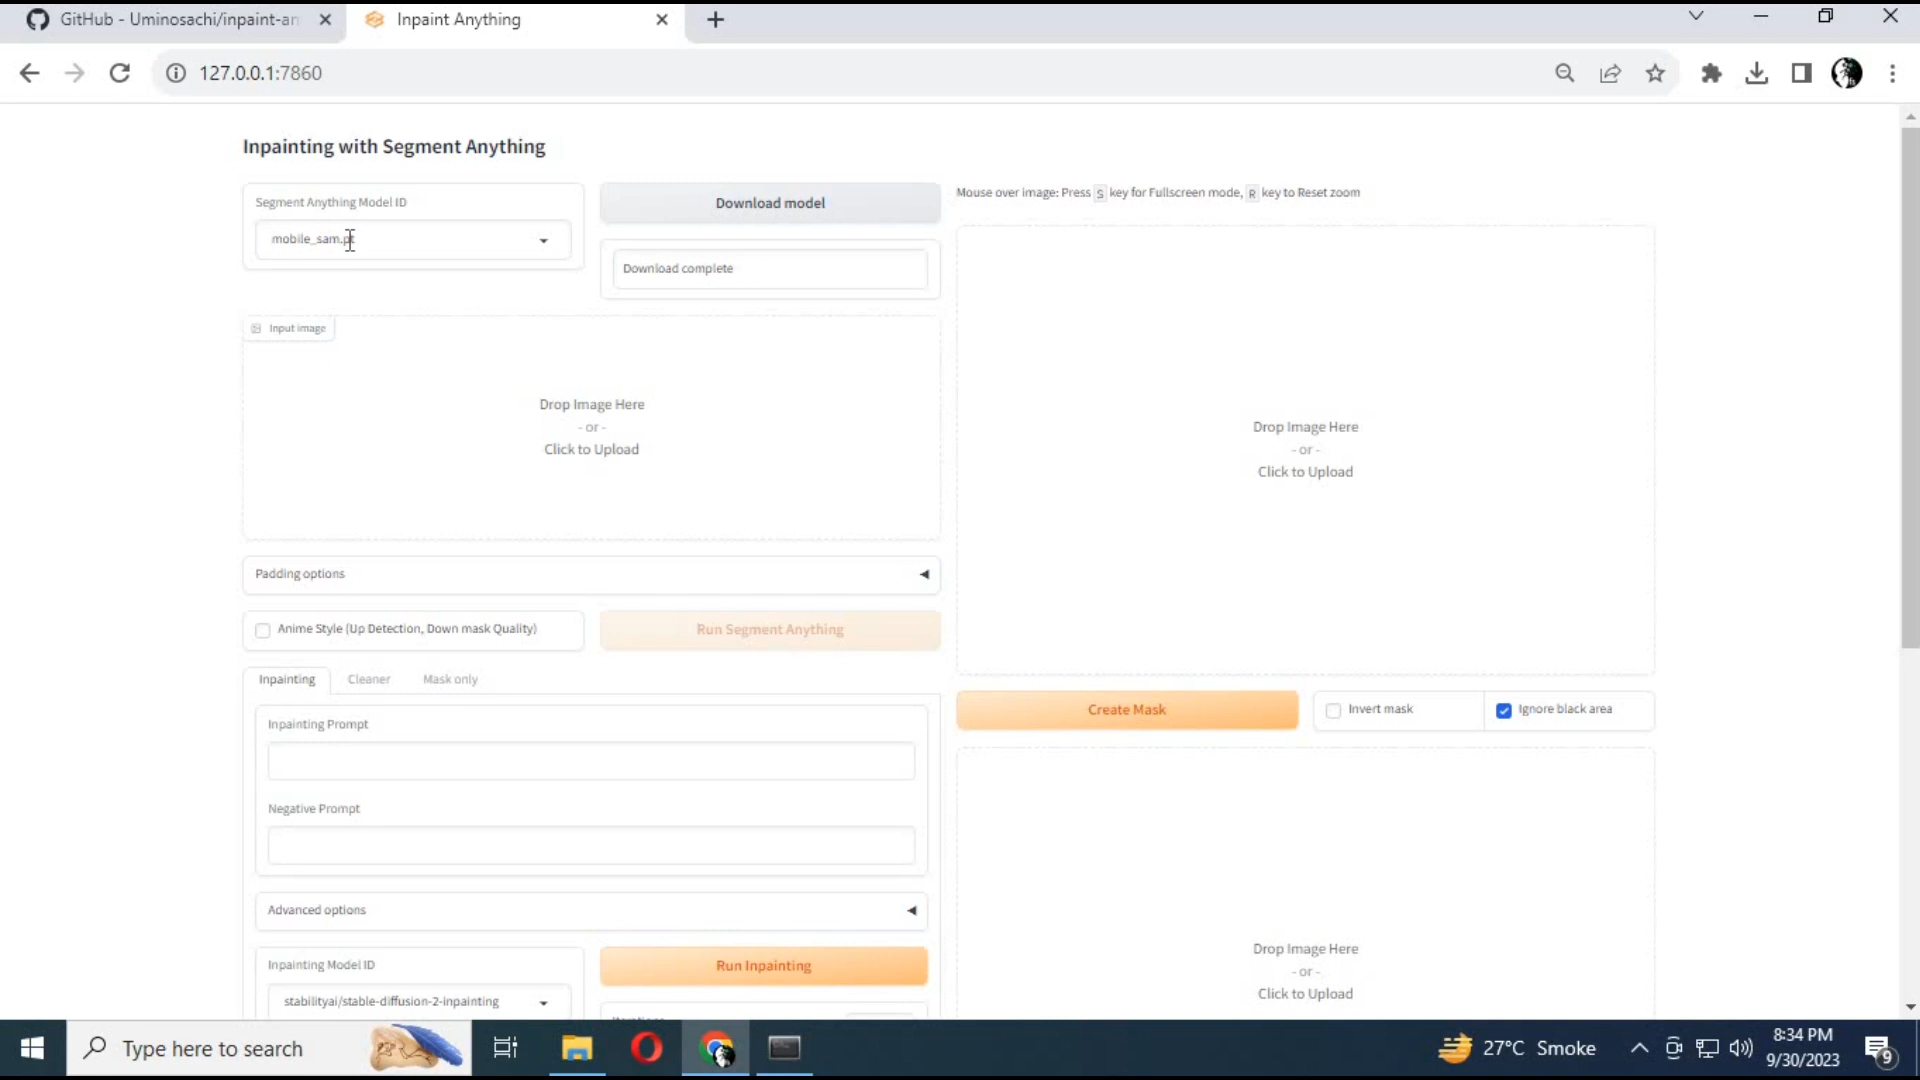 GitHub - Uminosachi/inpaint-an
Inpaint Anything
127.0.0.1:7860
Inpainting with Segment Anything
Segment Anything Model ID
mobile_sam.pt
Download model
Download complete
Mouse over image: Press S key for Fullscreen mode, R key to Reset zoom
Input image
Drop Image Here
- or -
Click to Upload
Drop Image Here
- or -
Click to Upload
Padding options
Anime Style (Up Detection, Down mask Quality)
Run Segment Anything
Inpainting
Cleaner
Mask only
Create Mask
Invert mask
Ignore black area
Inpainting Prompt
Negative Prompt
Advanced options
Inpainting Model ID
stabilityai/stable-diffusion-2-inpainting
Run Inpainting
Drop Image Here
- or -
Click to Upload
Type here to search
27°C Smoke
8:34 PM
9/30/2023
9